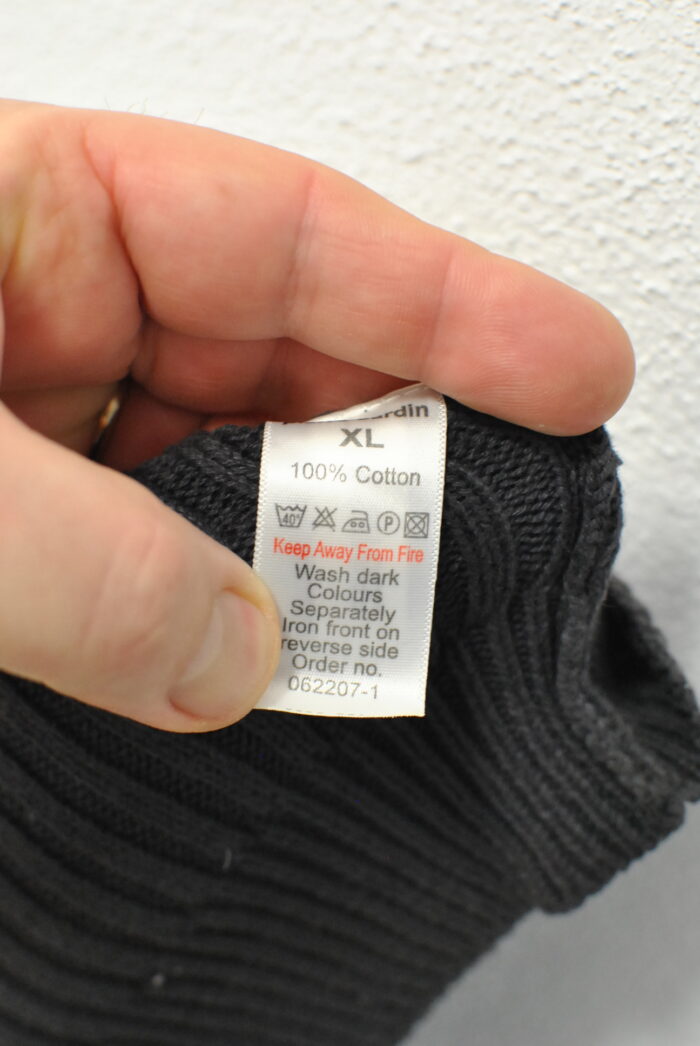 XL
100% Cotton
40° P
Keep Away From Fire
Wash dark
Colours
Separately
Iron front on
reverse side
Order no.
062207-1